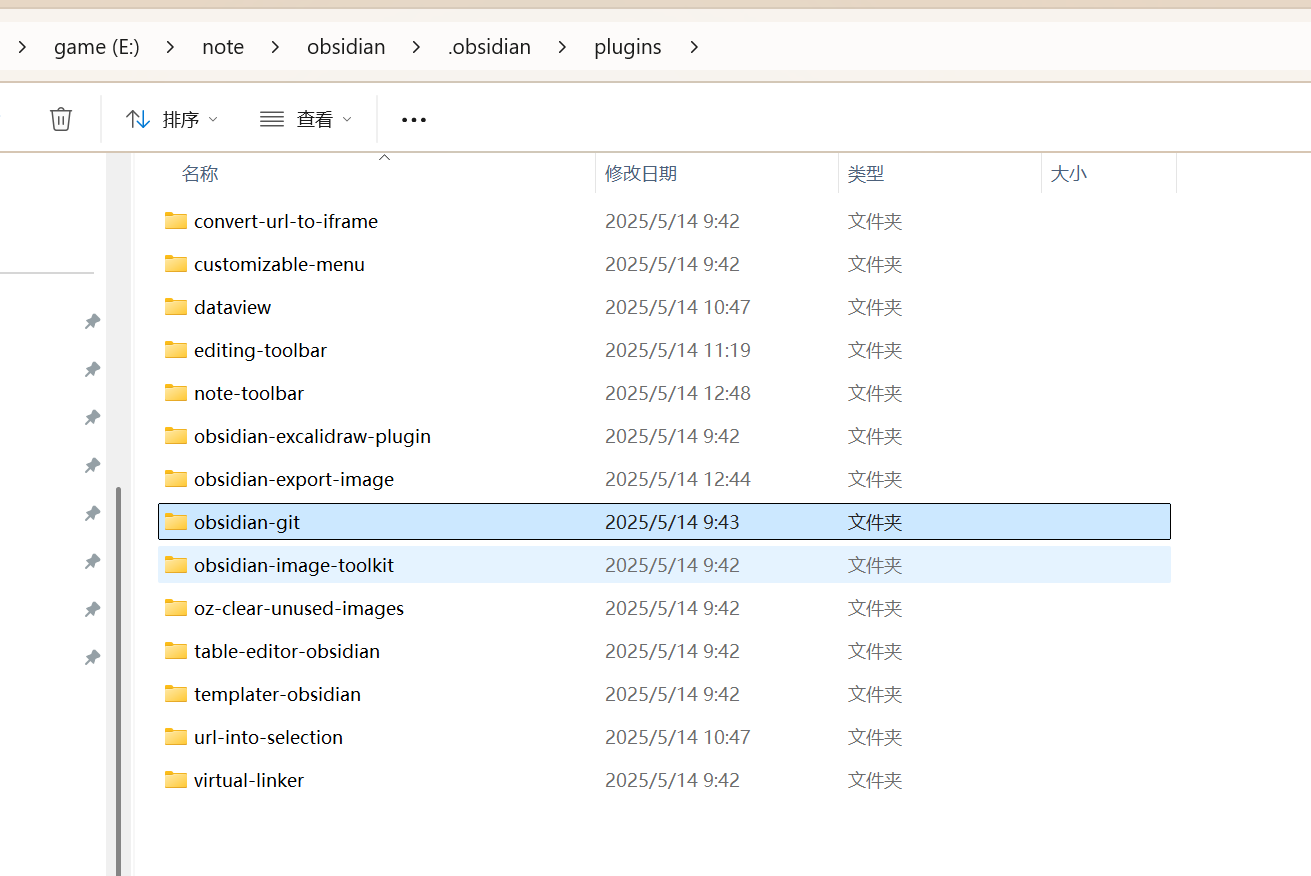 game (E:) note obsidian .obsidian plugins
排序 查看
名称 修改日期 类型 大小
convert-url-to-iframe 2025/5/14 9:42 文件夹
customizable-menu 2025/5/14 9:42 文件夹
dataview 2025/5/14 10:47 文件夹
editing-toolbar 2025/5/14 11:19 文件夹
note-toolbar 2025/5/14 12:48 文件夹
obsidian-excalidraw-plugin 2025/5/14 9:42 文件夹
obsidian-export-image 2025/5/14 12:44 文件夹
obsidian-git 2025/5/14 9:43 文件夹
obsidian-image-toolkit 2025/5/14 9:42 文件夹
oz-clear-unused-images 2025/5/14 9:42 文件夹
table-editor-obsidian 2025/5/14 9:42 文件夹
templater-obsidian 2025/5/14 9:42 文件夹
url-into-selection 2025/5/14 10:47 文件夹
virtual-linker 2025/5/14 9:42 文件夹